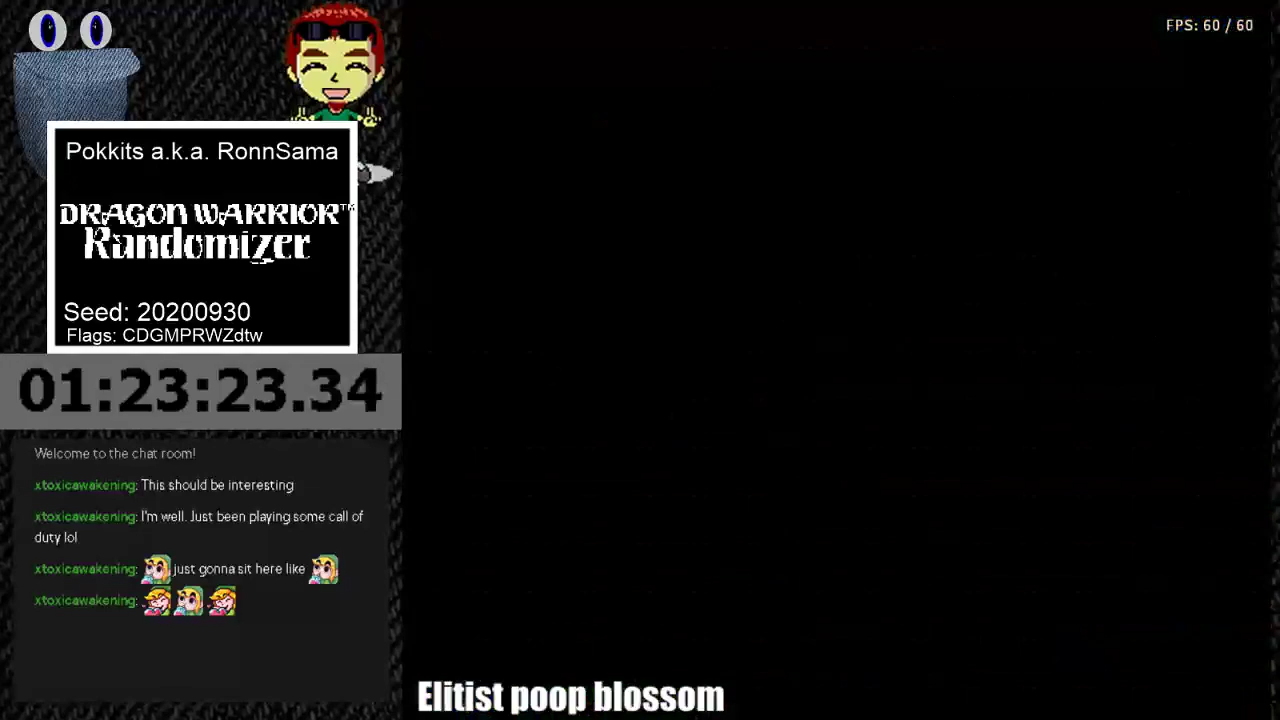 FPS: 60 / 60
Pokkits a.k.a. RonnSama
DRAGON WARRIOR™
Randomizer
Seed: 20200930
Flags: CDGMPRWZdtw
01:23:23.34
Welcome to the chat room!
xtoxicawakening: This should be interesting
xtoxicawakening: I'm well. Just been playing some call of
duty lol
xtoxicawakening: just gonna sit here like
xtoxicawakening:
Elitist poop blossom